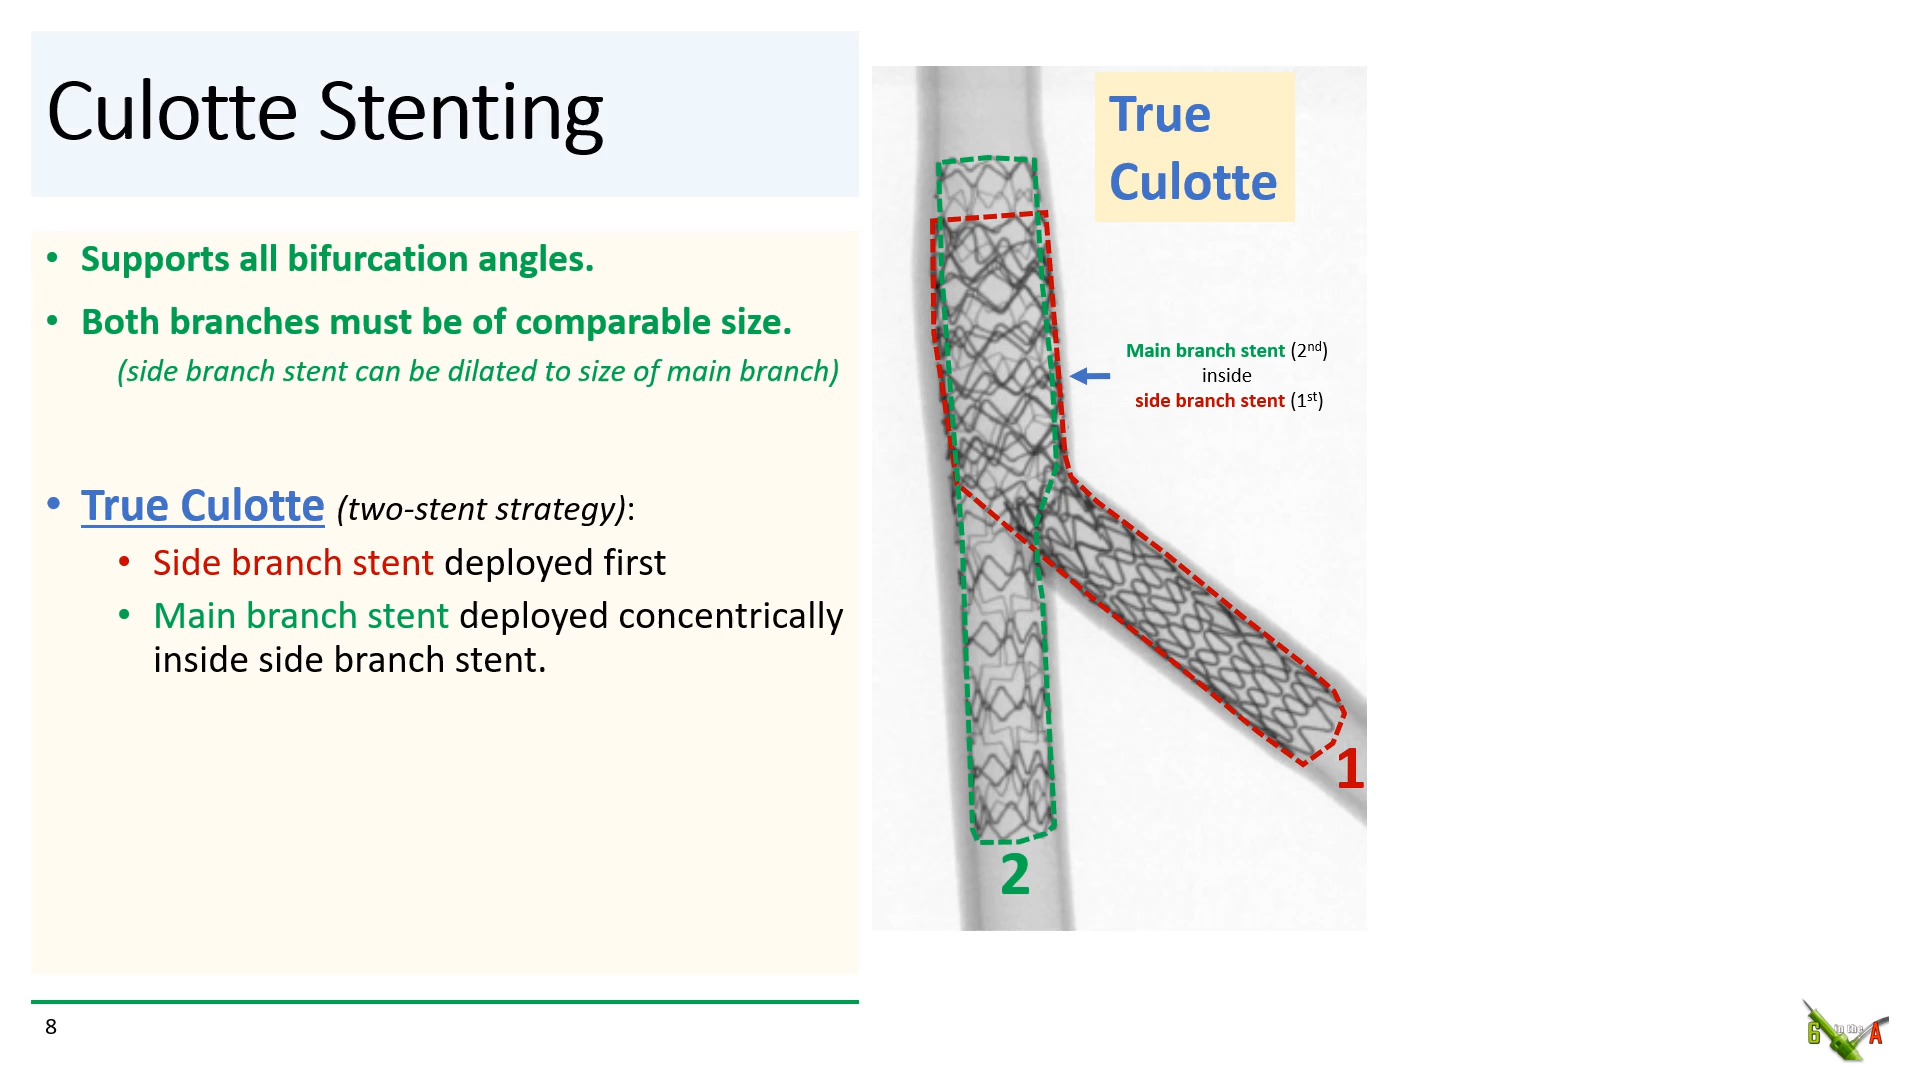 Culotte Stenting
• Supports all bifurcation angles.
• Both branches must be of comparable size.
(side branch stent can be dilated to size of main branch)
• True Culotte (two-stent strategy):
• Side branch stent deployed first
• Main branch stent deployed concentrically
inside side branch stent.
True
Culotte
Main branch stent (2nd)
inside
side branch stent (1st)
1
2
8
6 in the A